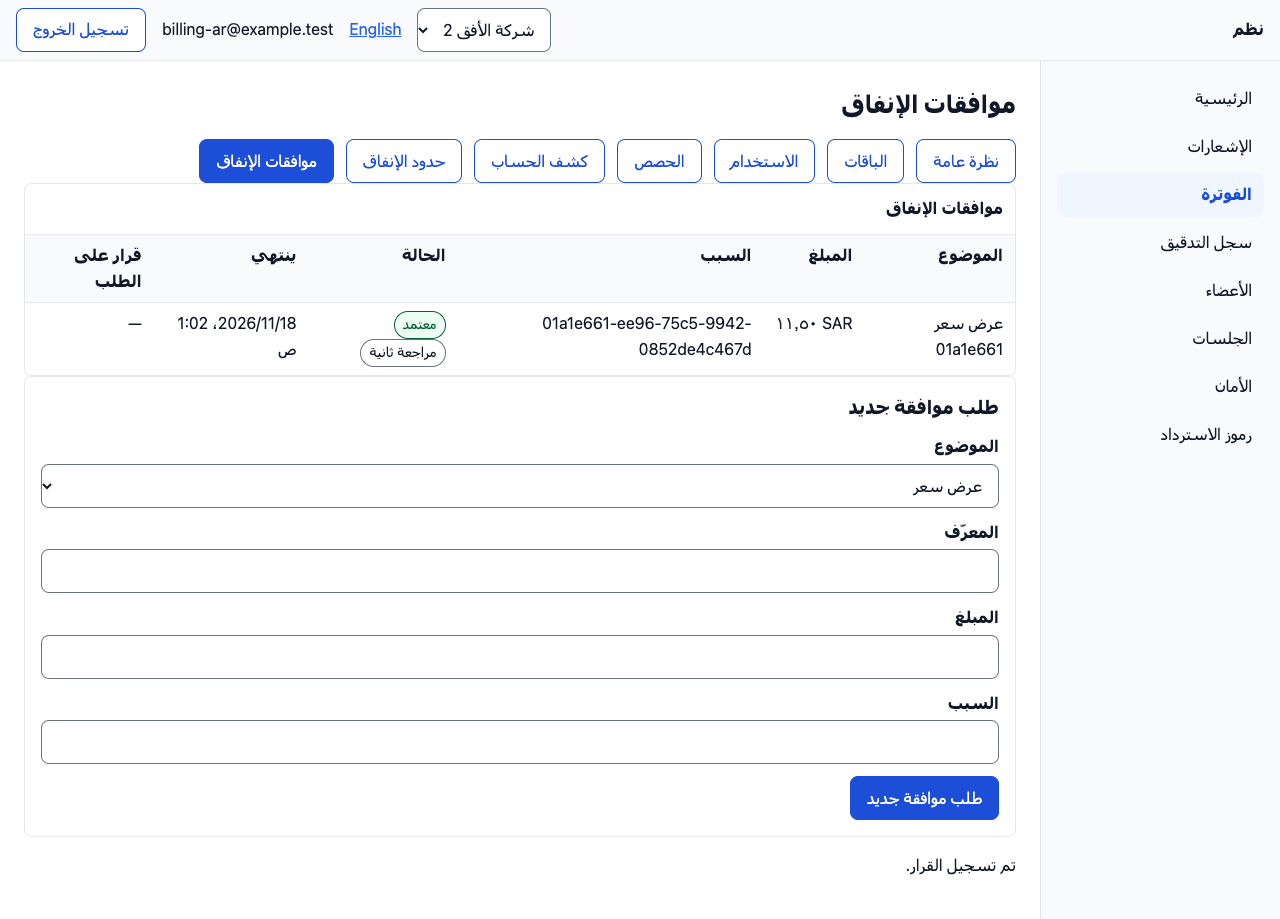 نظم
شركة الأفق 2
English
billing-ar@example.test
تسجيل الخروج
الرئيسية
الإشعارات
الفوترة
سجل التدقيق
الأعضاء
الجلسات
الأمان
رموز الاسترداد
موافقات الإنفاق
نظرة عامة
الباقات
الاستخدام
الحصص
كشف الحساب
حدود الإنفاق
موافقات الإنفاق
موافقات الإنفاق
الموضوع
المبلغ
السبب
الحالة
ينتهي
قرار على
الطلب
عرض سعر
01a1e661
١١,٥٠ SAR
01a1e661-ee96-75c5-9942-
0852de4c467d
معتمد
مراجعة ثانية
2026/11/18، 1:02
ص
—
طلب موافقة جديد
الموضوع
عرض سعر
المعرّف
المبلغ
السبب
طلب موافقة جديد
تم تسجيل القرار.